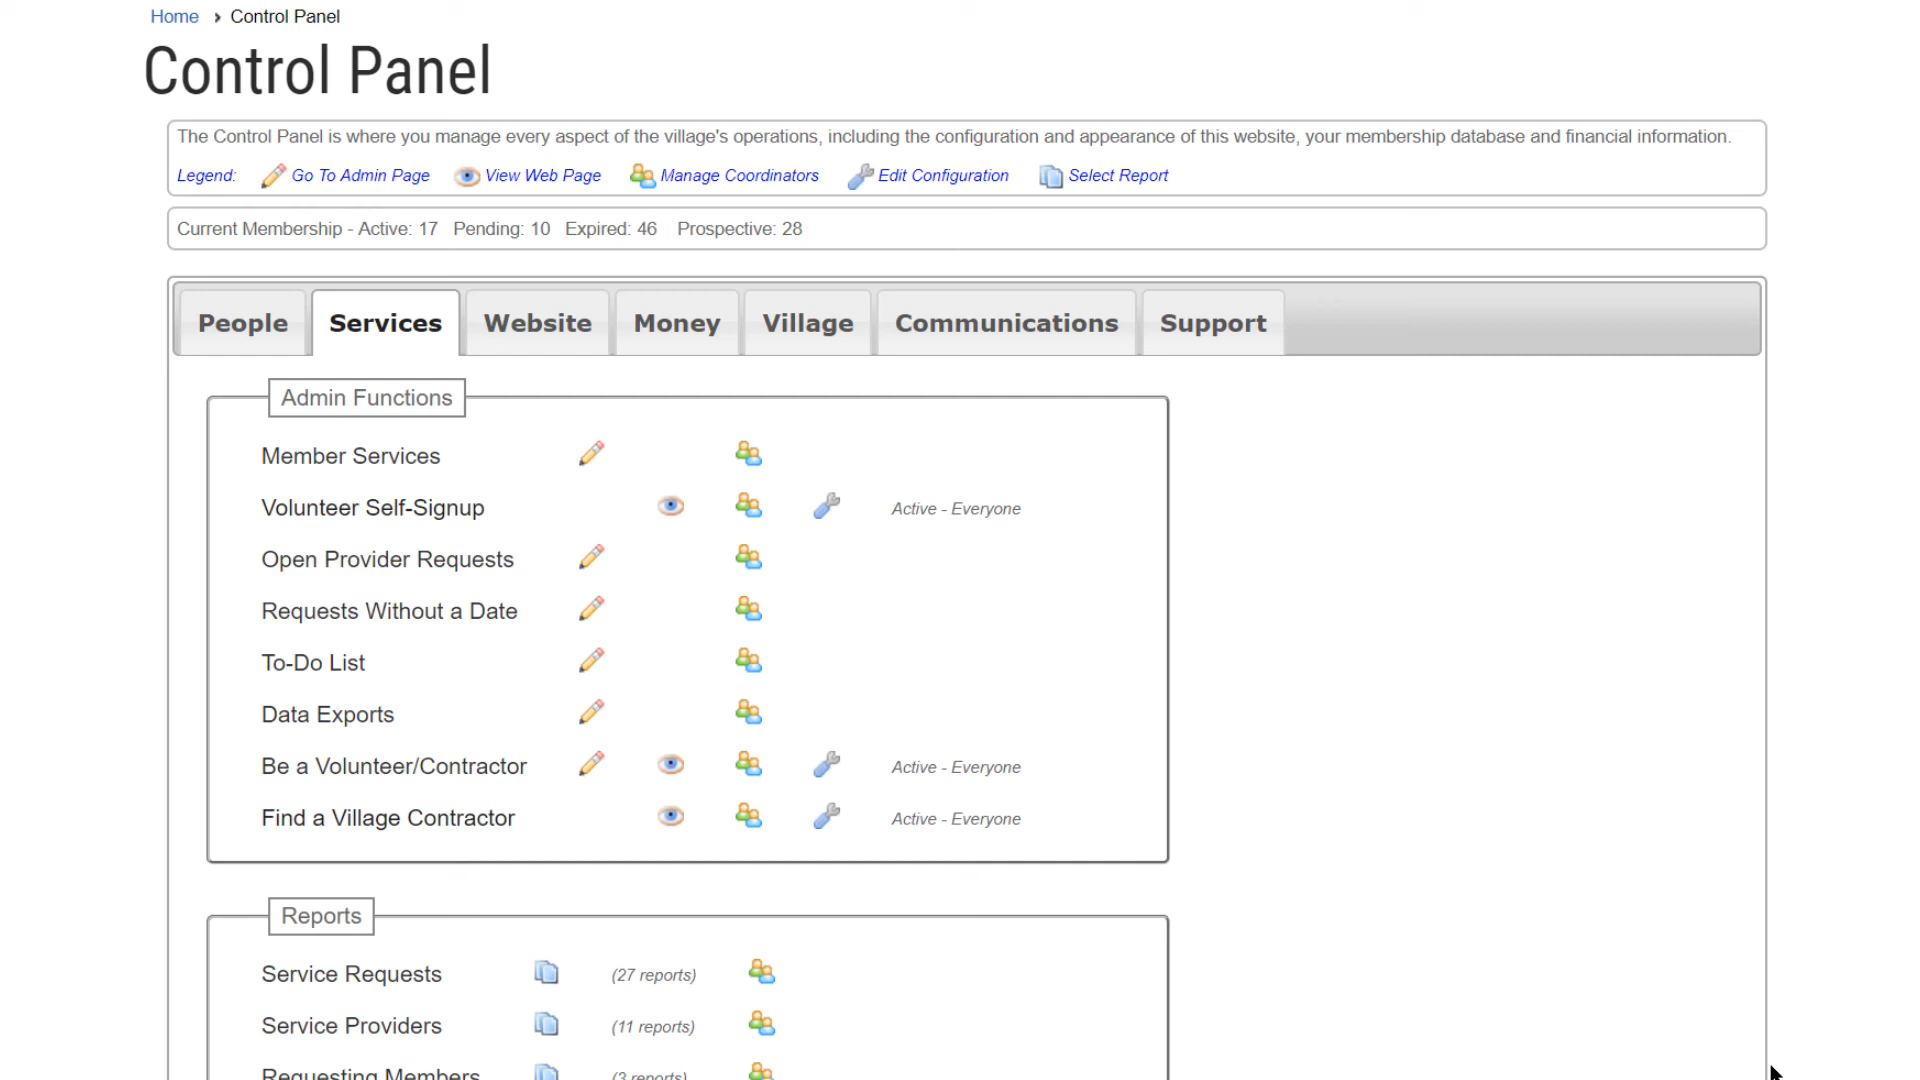 Home › Control Panel
Control Panel
The Control Panel is where you manage every aspect of the village's operations, including the configuration and appearance of this website, your membership database and financial information.
Legend: Go To Admin Page View Web Page Manage Coordinators Edit Configuration Select Report
Current Membership - Active: 17 Pending: 10 Expired: 46 Prospective: 28
People Services Website Money Village Communications Support
Admin Functions
Member Services
Volunteer Self-Signup Active - Everyone
Open Provider Requests
Requests Without a Date
To-Do List
Data Exports
Be a Volunteer/Contractor Active - Everyone
Find a Village Contractor Active - Everyone
Reports
Service Requests (27 reports)
Service Providers (11 reports)
Requesting Members (3 reports)